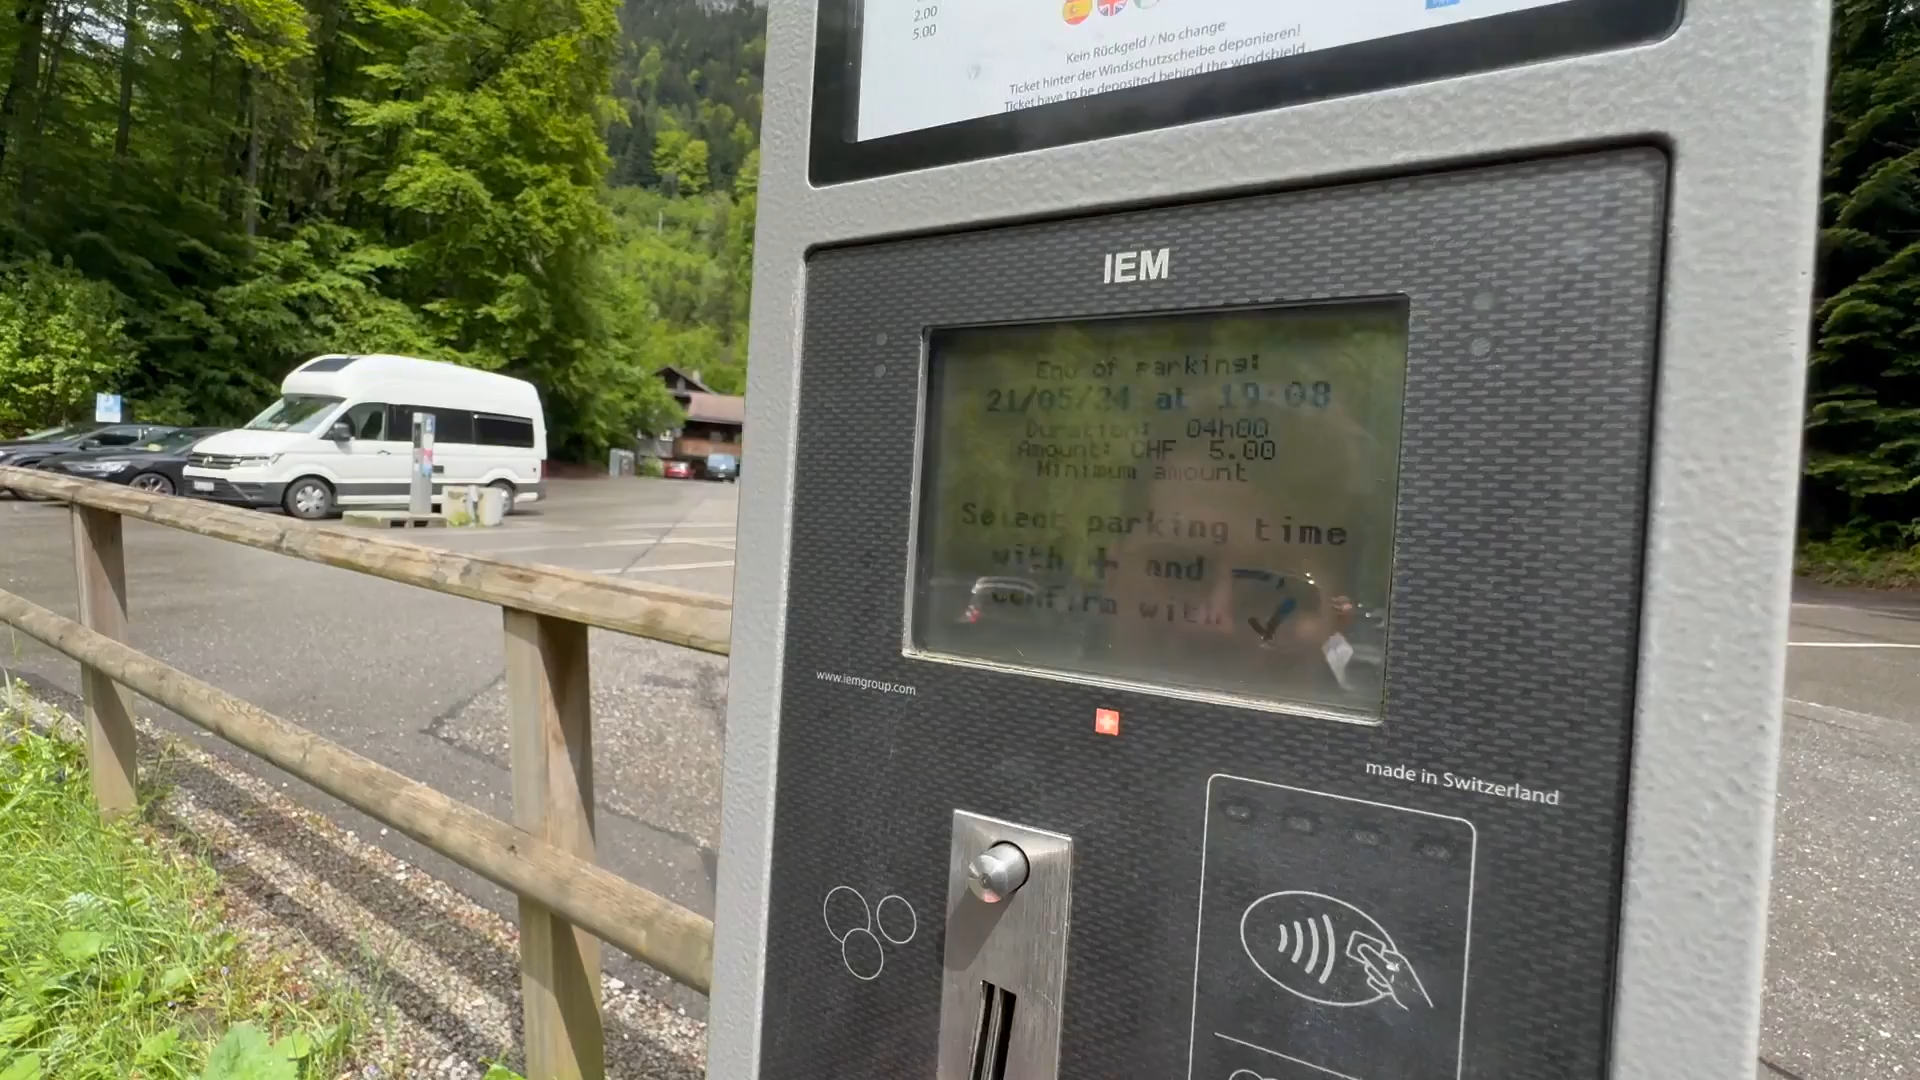 2.00
5.00
Kein Rückgeld / No change
Ticket hinter der Windschutzscheibe deponieren!
Ticket have to be deposited behind the windshield
IEM
End of parking:
21/05/24 at 19:08
Duration: 04h00
Amount: CHF 5.00
Minimum amount
Select parking time
with + and -,
confirm with ✓
www.iemgroup.com
made in Switzerland